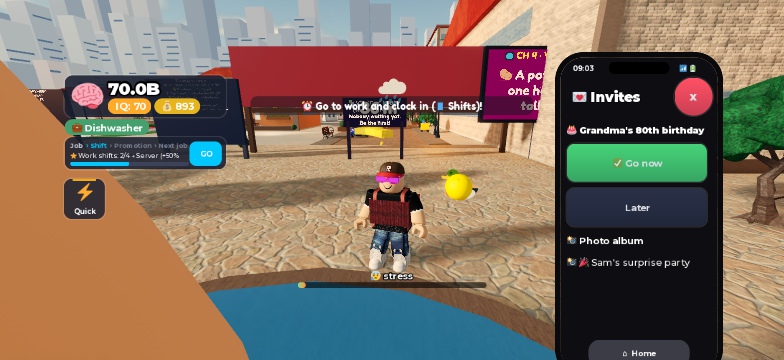 70.0B
IQ: 70
893
Dishwasher
Job › Shift › Promotion › Next job
Work shifts: 2/4 • Server |+50%
GO
Quick
Go to work and clock in ( Shifts)!
Nobody waiting yet.
Be the first!
CH 4
A po
one h
tal
stress
09:03
Invites
X
Grandma's 80th birthday
Go now
Later
Photo album
Sam's surprise party
Home